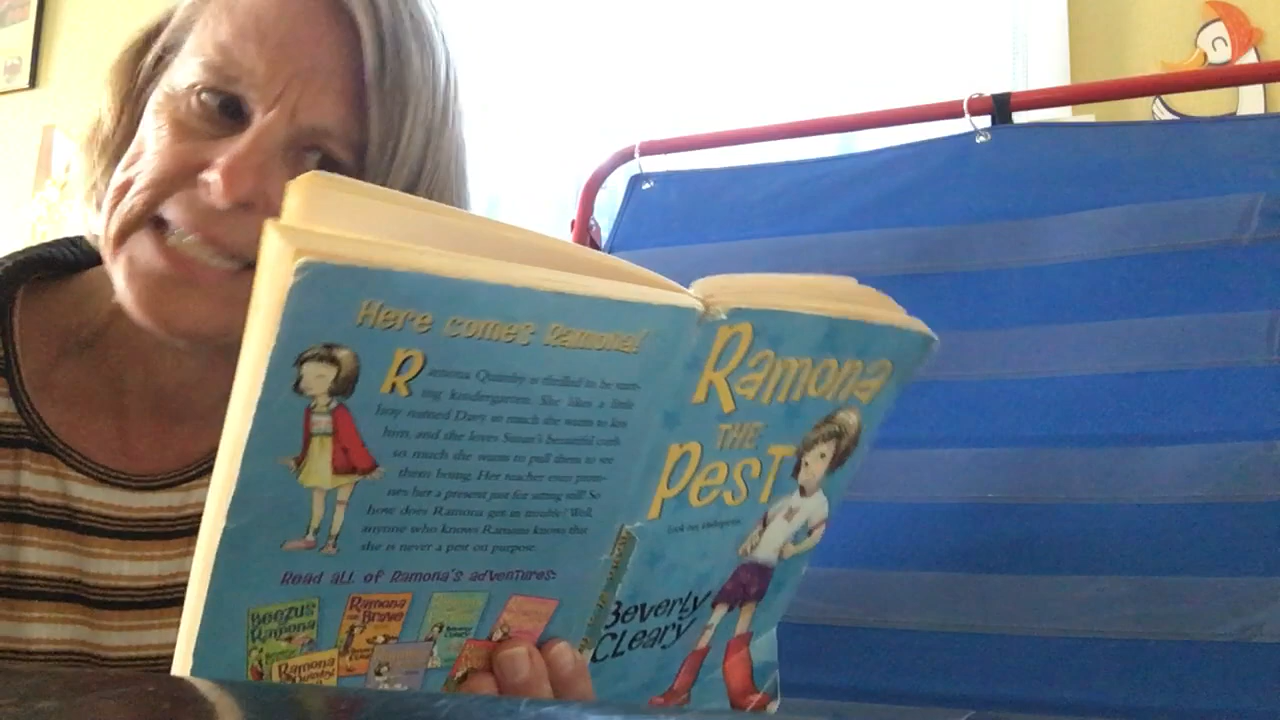 Here comes Ramona!
Ramona Quimby is thrilled to be start-
ing kindergarten. She likes a little
boy named Davy so much she wants to kiss
him, and she loves Susan's beautiful curls
so much she wants to pull them to see
them boing. Her teacher even prom-
ises her a present just for sitting still! So
how does Ramona get in trouble? Well,
anyone who knows Ramona knows that
she is never a pest on purpose.
Read all of Ramona's adventures:
Beezus
Ramona
Ramona
the Brave
Ramona
Quimby
Ramona
THE
Pest
Beverly
Cleary